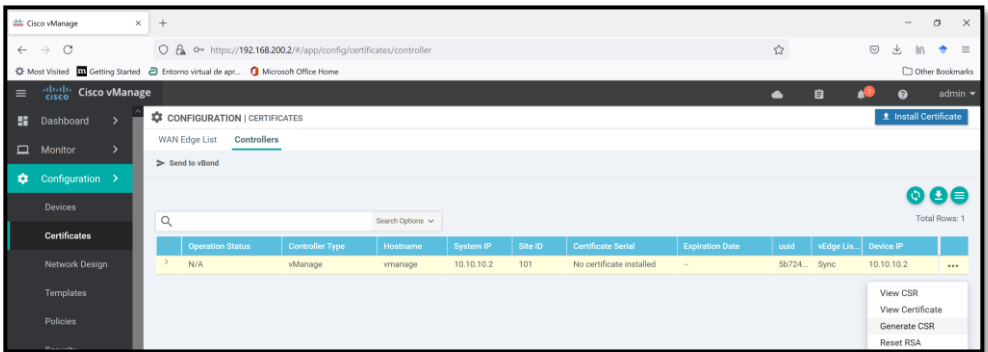 Cisco vManage
https://192.168.200.2/#/app/config/certificates/controller
Most Visited Getting Started Entorno virtual de apr... Microsoft Office Home Other Bookmarks
cisco Cisco vManage admin
Dashboard
Monitor
Configuration
Devices
Certificates
Network Design
Templates
Policies
Security
CONFIGURATION | CERTIFICATES Install Certificate
WAN Edge List Controllers
Send to vBond
Search Options Total Rows: 1
Operation Status Controller Type Hostname System IP Site ID Certificate Serial Expiration Date uuid vEdge Lis... Device IP
N/A vManage vmanage 10.10.10.2 101 No certificate installed -- 5b724... Sync 10.10.10.2
View CSR
View Certificate
Generate CSR
Reset RSA